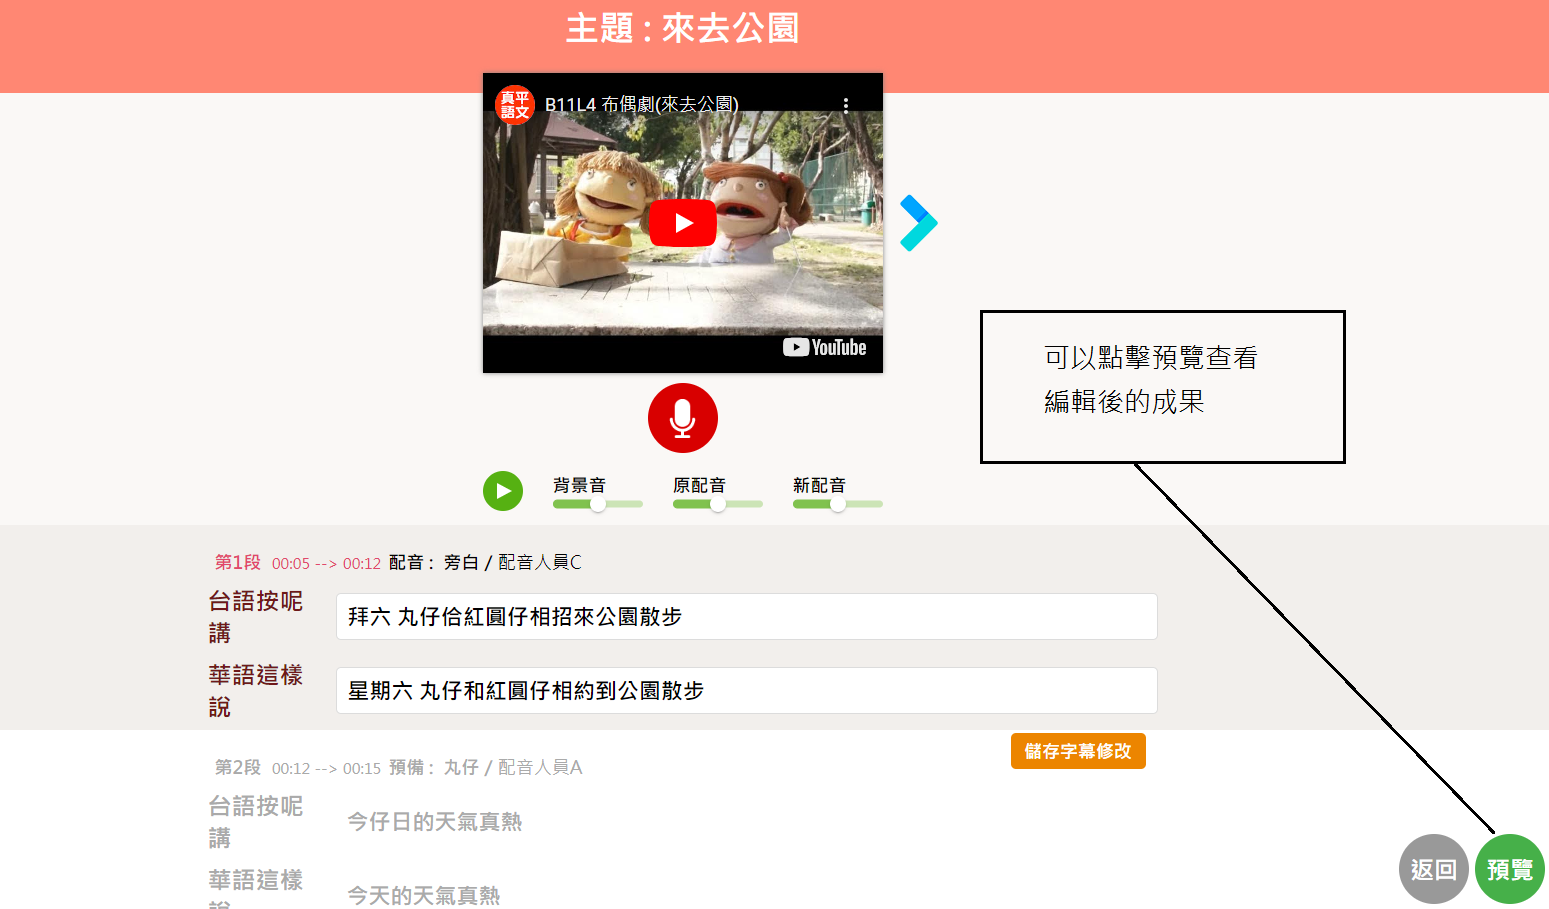 主題 : 來去公園
真平
語文
B11L4 布偶劇(來去公園)
YouTube
可以點擊預覽查看
編輯後的成果
背景音
原配音
新配音
第1段 00:05 --> 00:12 配音 : 旁白 / 配音人員C
台語按呢
講
拜六 丸仔佮紅圓仔相招來公園散步
華語這樣
說
星期六 丸仔和紅圓仔相約到公園散步
儲存字幕修改
第2段 00:12 --> 00:15 預備 : 丸仔 / 配音人員A
台語按呢
講
今仔日的天氣真熱
華語這樣
說
今天的天氣真熱
返回
預覽